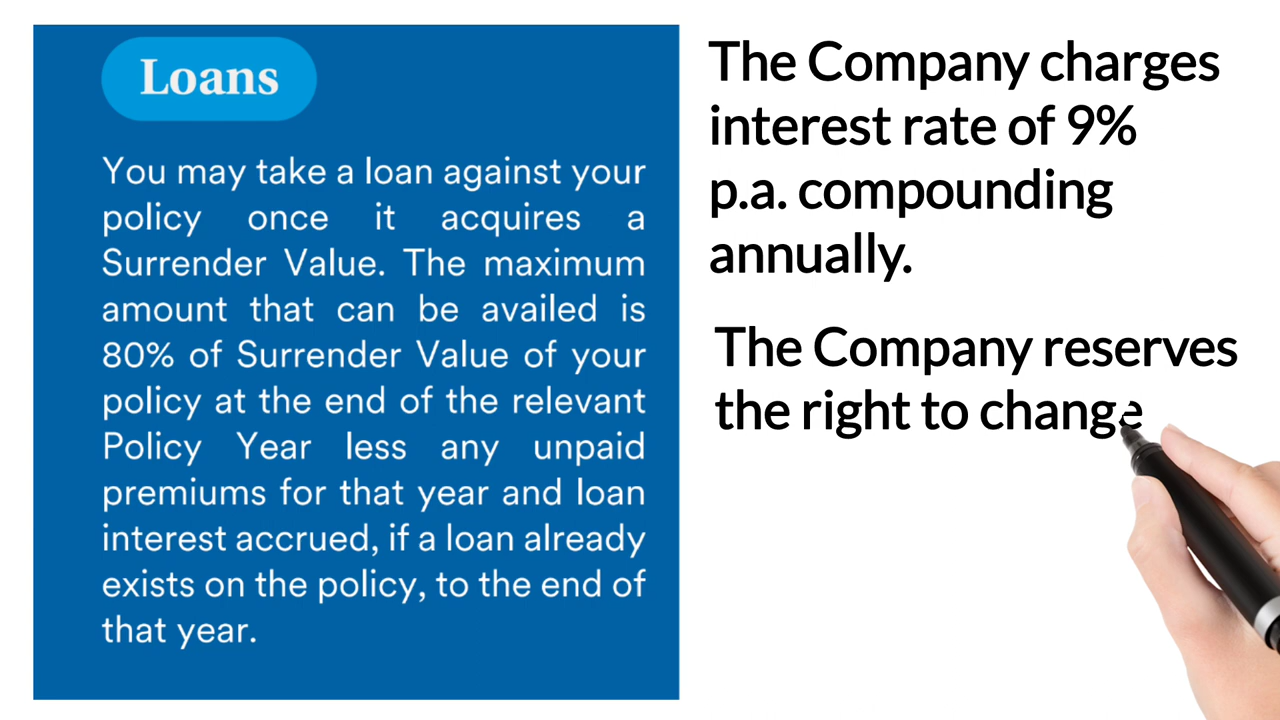 Loans
You may take a loan against your
policy once it acquires a
Surrender Value. The maximum
amount that can be availed is
80% of Surrender Value of your
policy at the end of the relevant
Policy Year less any unpaid
premiums for that year and loan
interest accrued, if a loan already
exists on the policy, to the end of
that year.
The Company charges
interest rate of 9%
p.a. compounding
annually.
The Company reserves
the right to change